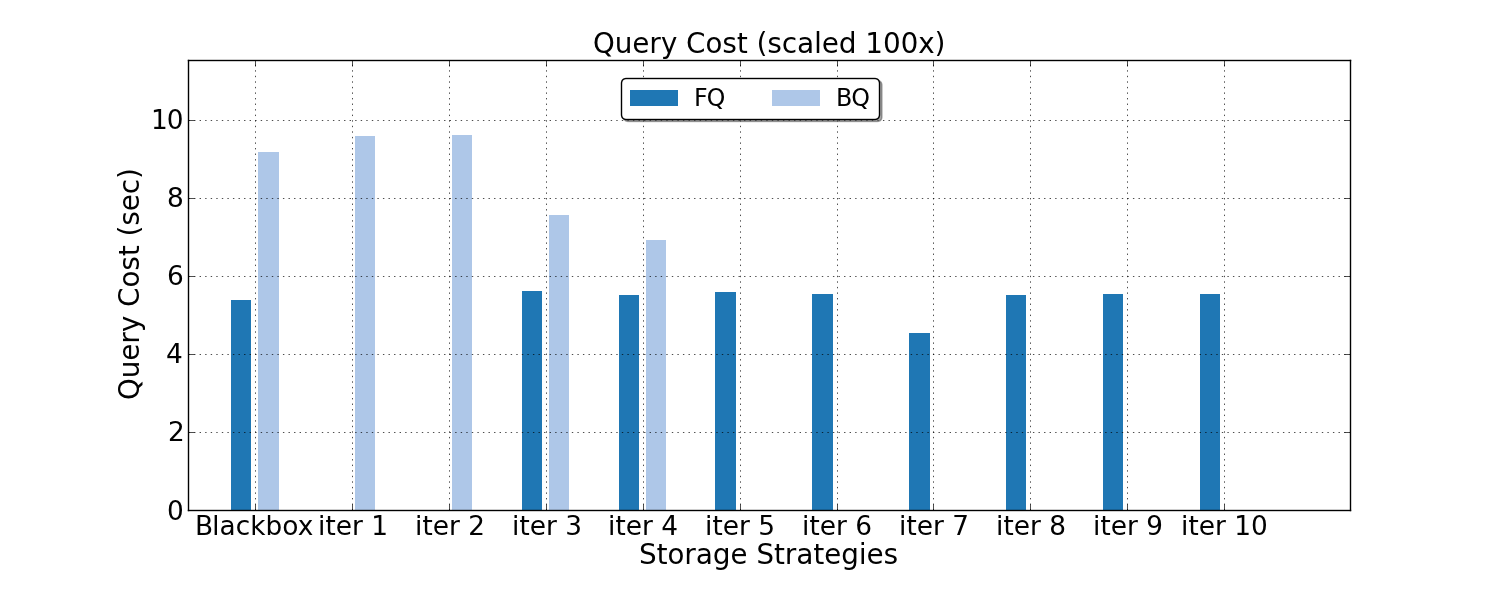 Query Cost (scaled 100x)
FQ BQ
Query Cost (sec)
10
8
6
4
2
0
Blackbox iter 1 iter 2 iter 3 iter 4 iter 5 iter 6 iter 7 iter 8 iter 9 iter 10
Storage Strategies